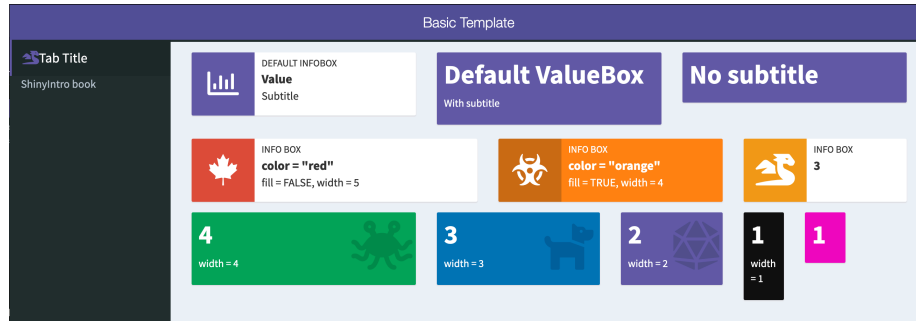 Basic Template
Tab Title
ShinyIntro book
DEFAULT INFOBOX
Value
Subtitle
Default ValueBox
With subtitle
No subtitle
INFO BOX
color = "red"
fill = FALSE, width = 5
INFO BOX
color = "orange"
fill = TRUE, width = 4
INFO BOX
3
4
width = 4
3
width = 3
2
width = 2
1
width
= 1
1